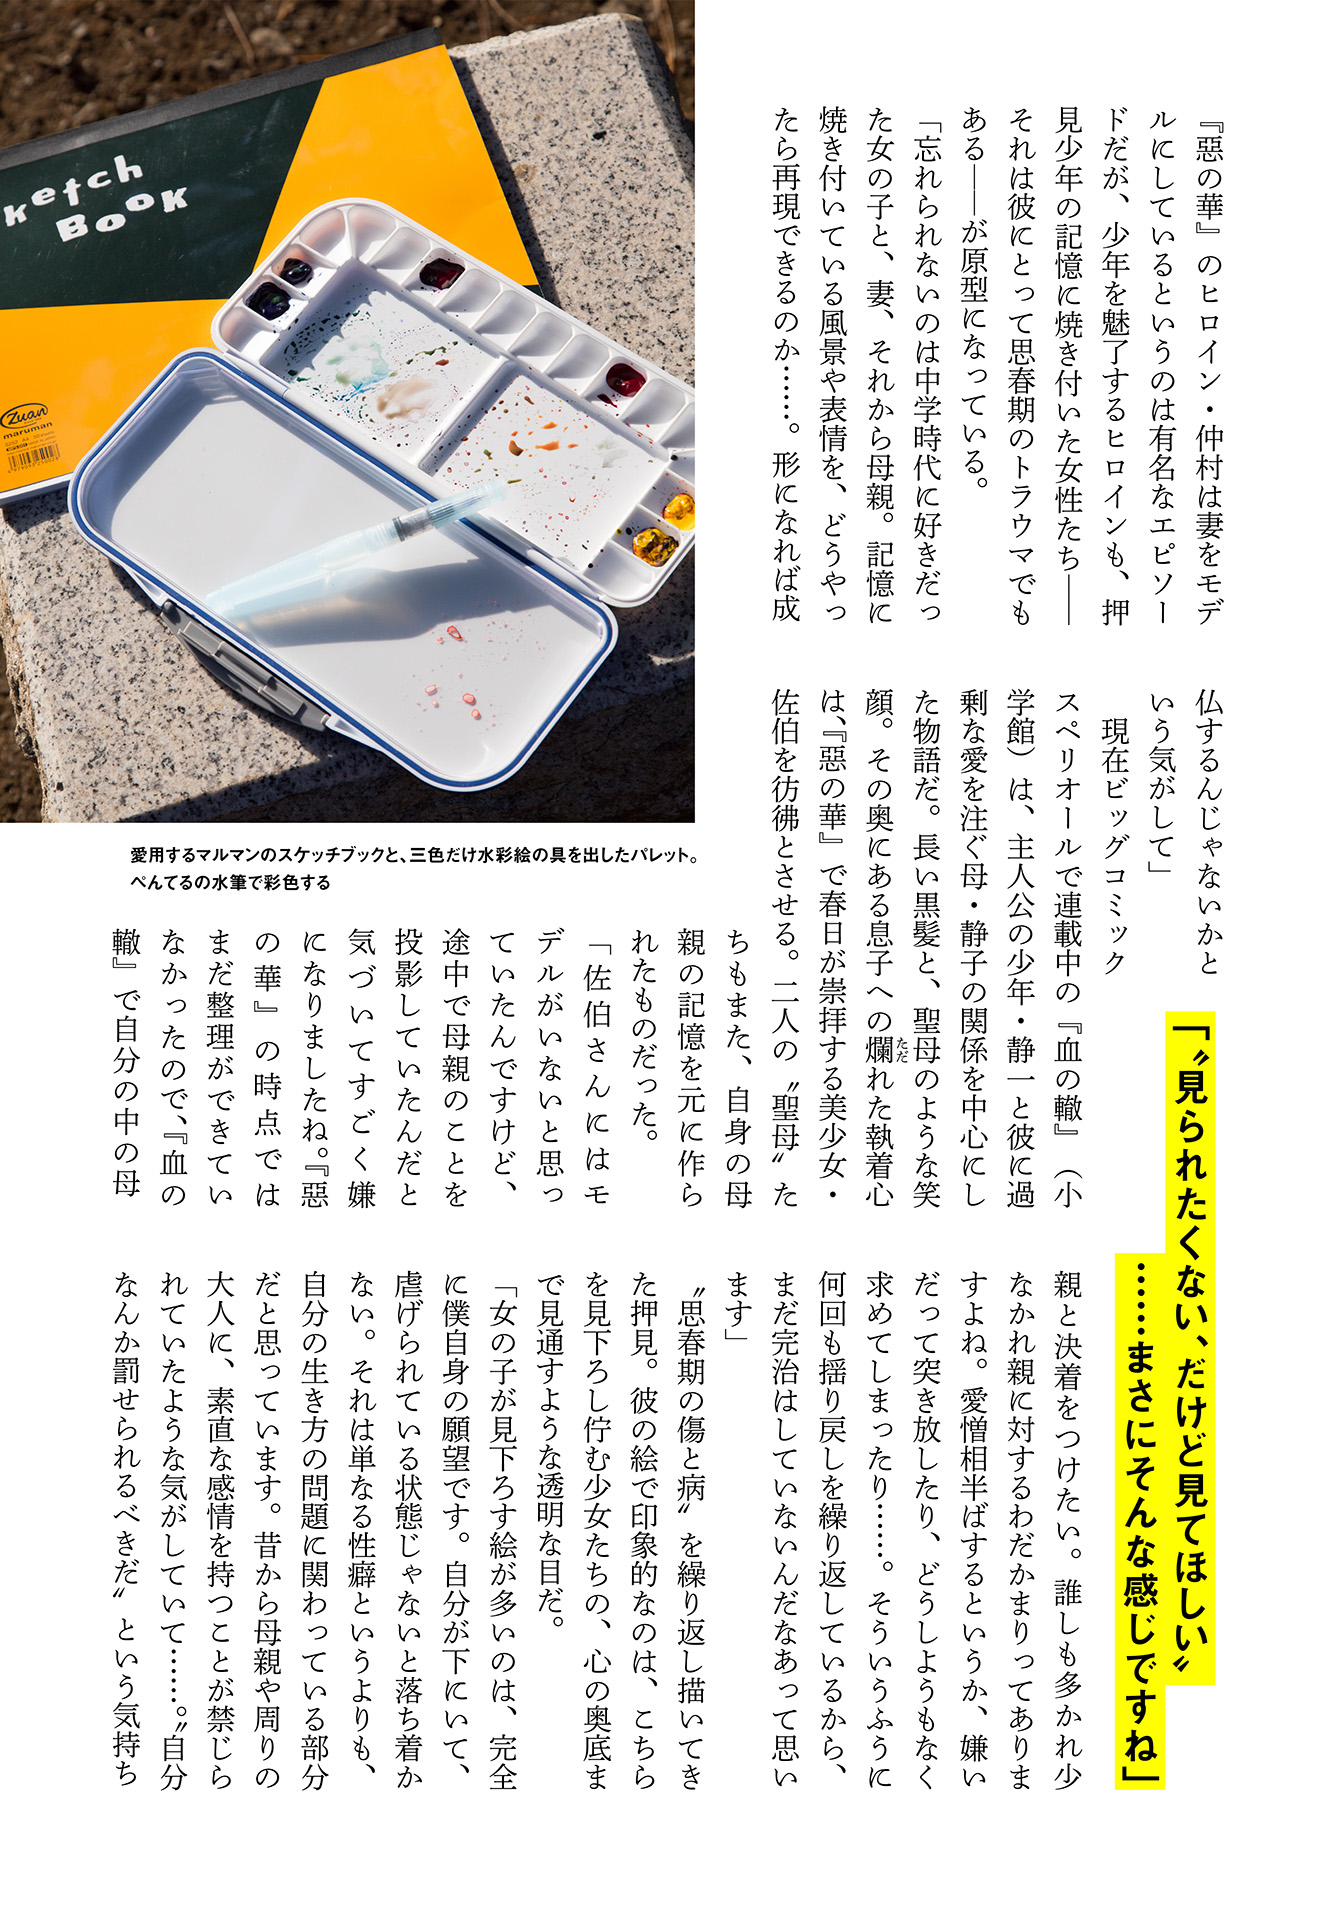 『惡の華』のヒロイン・仲村は妻をモデ
ルにしているというのは有名なエピソー
ドだが、少年を魅了するヒロインも、押
見少年の記憶に焼き付いた女性たち――
それは彼にとって思春期のトラウマでも
ある――が原型になっている。
「忘れられないのは中学時代に好きだっ
た女の子と、妻、それから母親。記憶に
焼き付いている風景や表情を、どうやっ
たら再現できるのか……。形になれば成
仏するんじゃないかと
いう気がして」
現在ビッグコミック
スペリオールで連載中の『血の轍』（小
学館）は、主人公の少年・静一と彼に過
剰な愛を注ぐ母・静子の関係を中心にし
た物語だ。長い黒髪と、聖母のような笑
顔。その奥にある息子への爛ただれた執着心
は、『惡の華』で春日が崇拝する美少女・
佐伯を彷彿とさせる。二人の〝聖母〟た
ちもまた、自身の母
親の記憶を元に作ら
れたものだった。
「佐伯さんにはモ
デルがいないと思っ
ていたんですけど、
途中で母親のことを
投影していたんだと
気づいてすごく嫌
になりましたね。『惡
の華』の時点では
まだ整理ができてい
なかったので、『血の
轍』で自分の中の母
親と決着をつけたい。誰しも多かれ少
なかれ親に対するわだかまりってありま
すよね。愛憎相半ばするというか、嫌い
だって突き放したり、どうしようもなく
求めてしまったり……。そういうふうに
何回も揺り戻しを繰り返しているから、
まだ完治はしていないんだなあって思い
ます」
〝思春期の傷と病〟を繰り返し描いてき
た押見。彼の絵で印象的なのは、こちら
を見下ろし佇む少女たちの、心の奥底ま
で見通すような透明な目だ。
「女の子が見下ろす絵が多いのは、完全
に僕自身の願望です。自分が下にいて、
虐げられている状態じゃないと落ち着か
ない。それは単なる性癖というよりも、
自分の生き方の問題に関わっている部分
だと思っています。昔から母親や周りの
大人に、素直な感情を持つことが禁じら
れていたような気がしていて……。〝自分
なんか罰せられるべきだ〟という気持ち
「〝見られたくない、だけど見てほしい〟
……まさにそんな感じですね」
愛用するマルマンのスケッチブックと、三色だけ水彩絵の具を出したパレット。
ぺんてるの水筆で彩色する
ketch
Book
Zuan
maruman